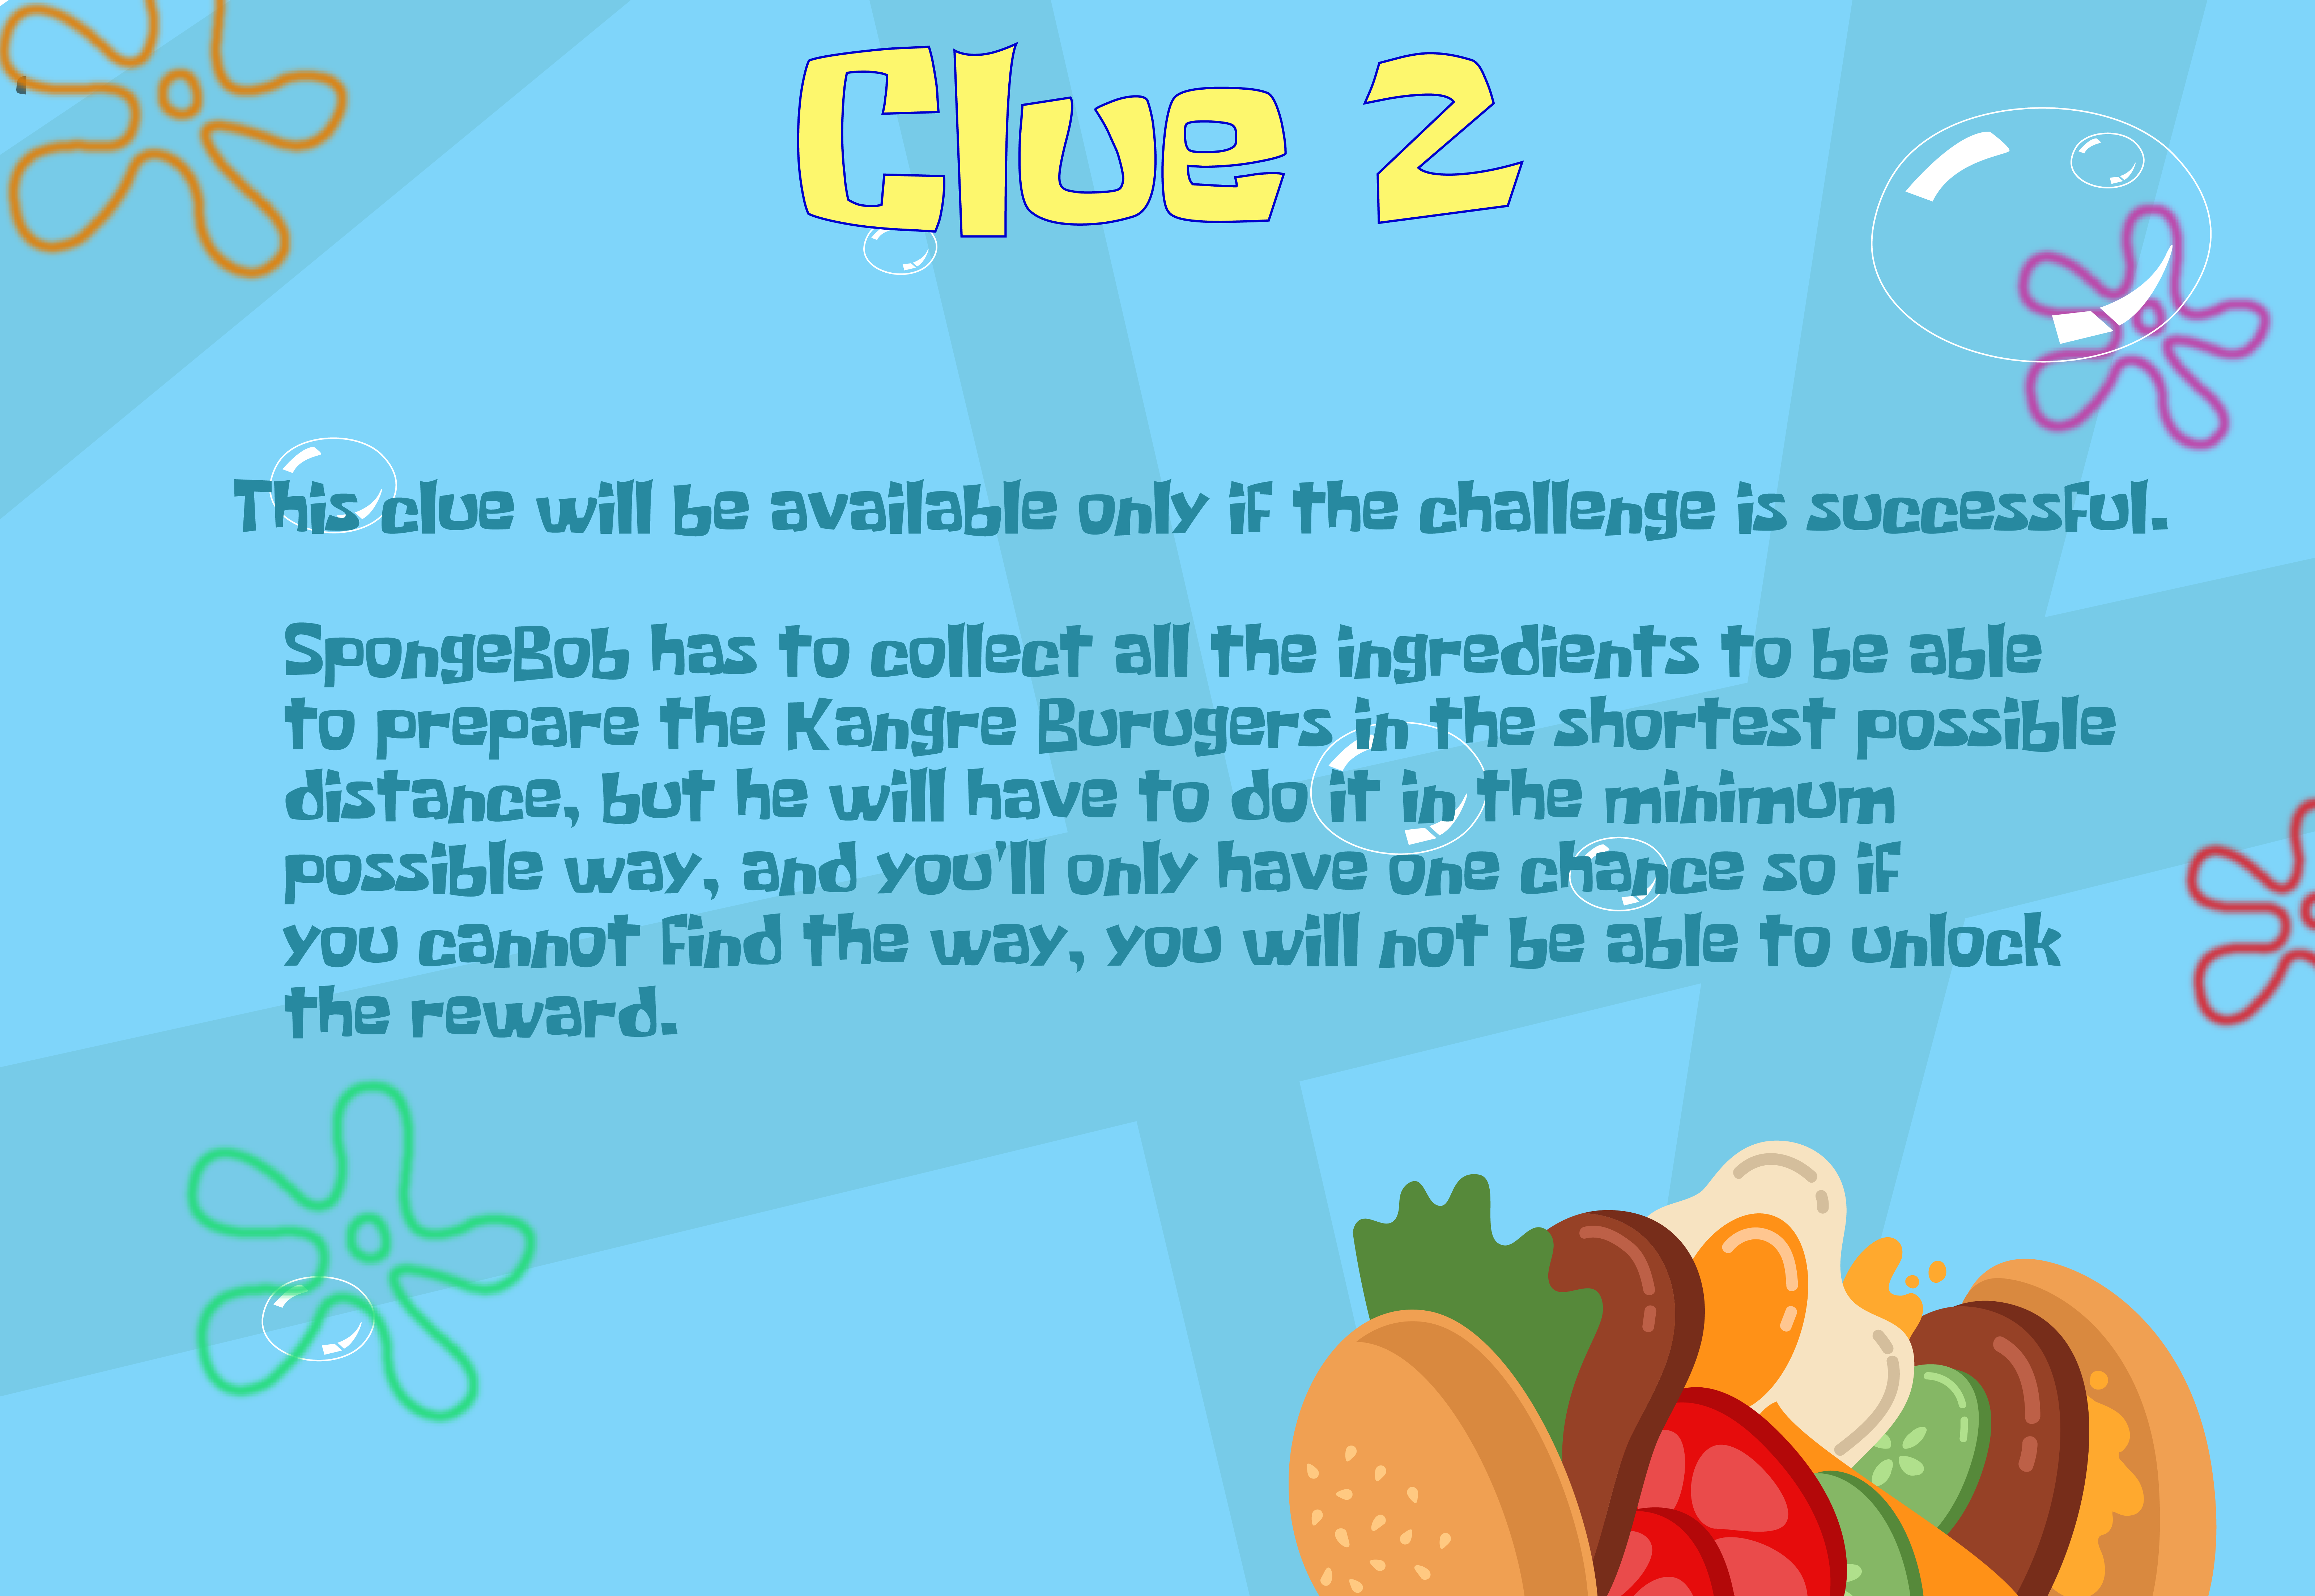 Clue 2
This clue will be available only if the challenge is successful.
SpongeBob has to collect all the ingredients to be able
to prepare the Kangre Burugers in the shortest possible
distance, but he will have to do it in the minimum
possible way, and you'll only have one chance so if
you cannot find the way, you will not be able to unlock
the reward.